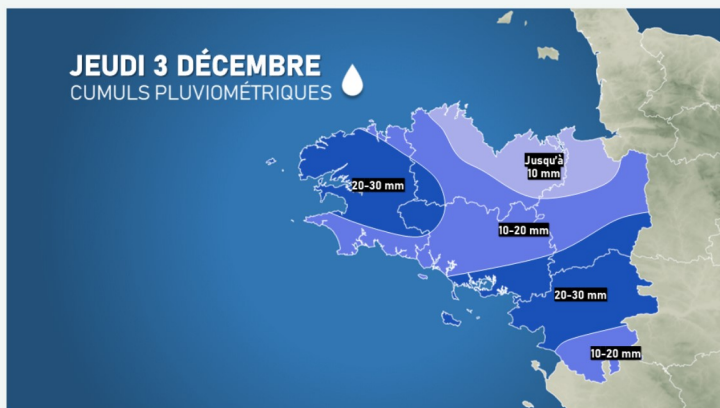 JEUDI 3 DÉCEMBRE
CUMULS PLUVIOMÉTRIQUES
Jusqu'à
10 mm
20-30 mm
10-20 mm
20-30 mm
10-20 mm